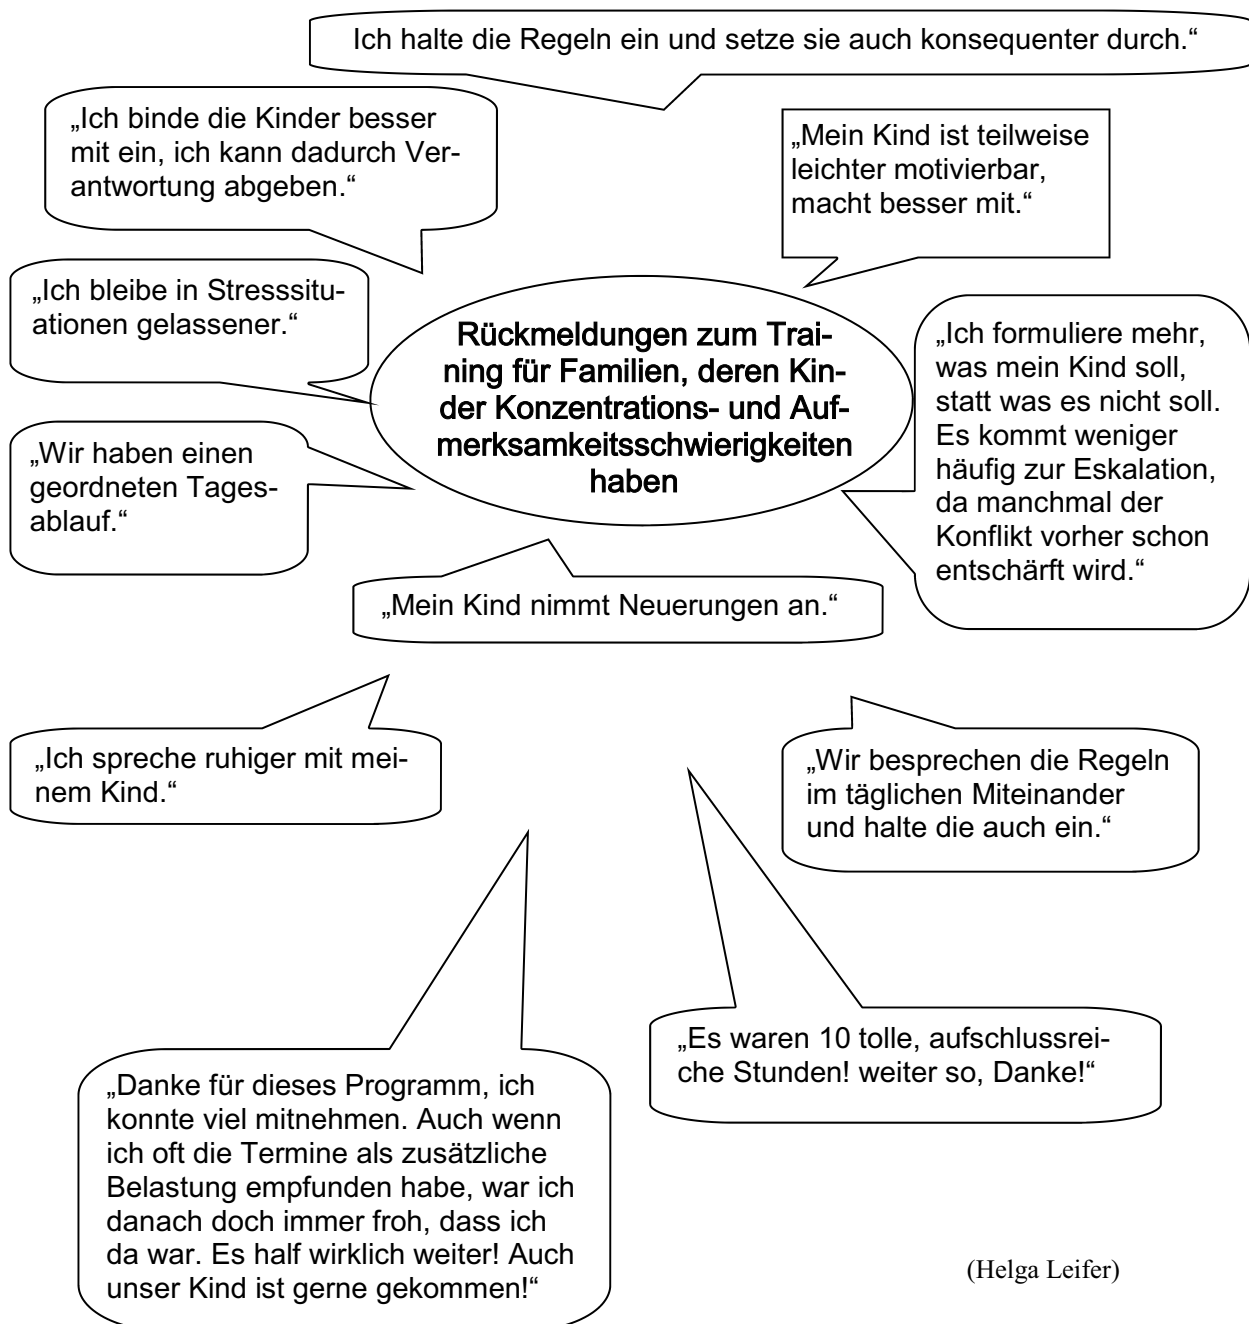 Ich halte die Regeln ein und setze sie auch konsequenter durch.“
„Ich binde die Kinder besser
mit ein, ich kann dadurch Ver-
antwortung abgeben.“
„Mein Kind ist teilweise
leichter motivierbar,
macht besser mit.“
„Ich bleibe in Stresssitu-
ationen gelassener.“
Rückmeldungen zum Trai-
ning für Familien, deren Kin-
der Konzentrations- und Auf-
merksamkeitsschwierigkeiten
haben
„Ich formuliere mehr,
was mein Kind soll,
statt was es nicht soll.
Es kommt weniger
häufig zur Eskalation,
da manchmal der
Konflikt vorher schon
entschärft wird.“
„Wir haben einen
geordneten Tages-
ablauf.“
„Mein Kind nimmt Neuerungen an.“
„Ich spreche ruhiger mit mei-
nem Kind.“
„Wir besprechen die Regeln
im täglichen Miteinander
und halte die auch ein.“
„Es waren 10 tolle, aufschlussrei-
che Stunden! weiter so, Danke!“
„Danke für dieses Programm, ich
konnte viel mitnehmen. Auch wenn
ich oft die Termine als zusätzliche
Belastung empfunden habe, war ich
danach doch immer froh, dass ich
da war. Es half wirklich weiter! Auch
unser Kind ist gerne gekommen!“
(Helga Leifer)